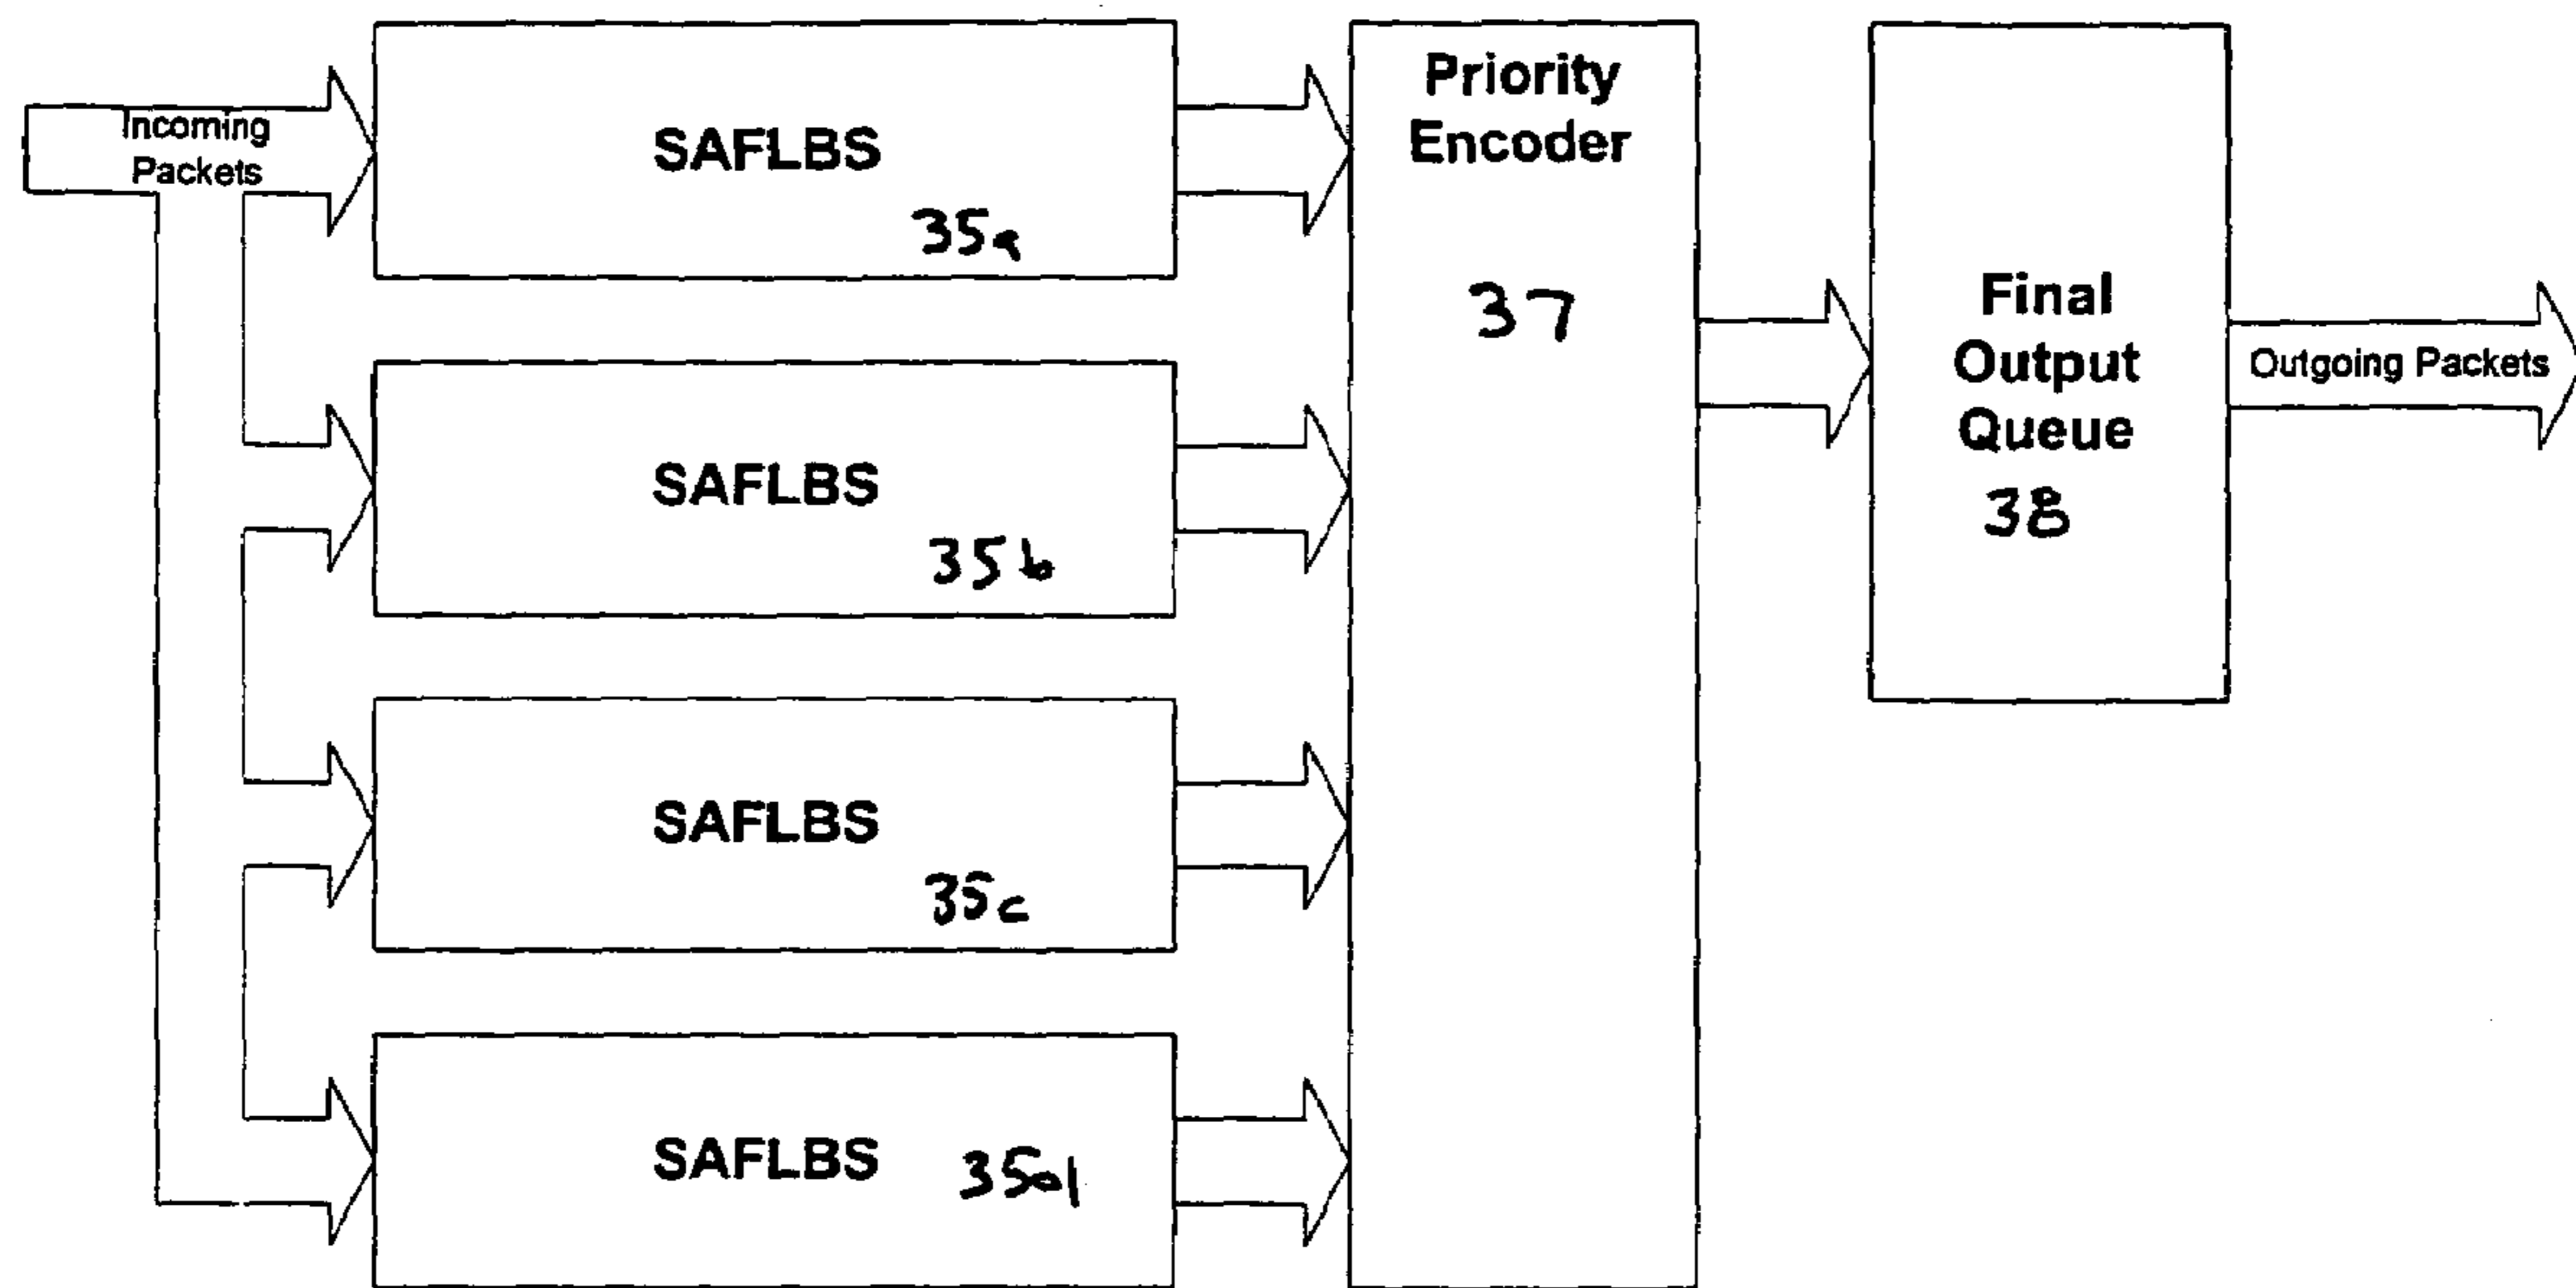 Incoming
Packets
SAFLBS
35a
SAFLBS
35b
SAFLBS
35c
SAFLBS 35d
Priority
Encoder
37
Final
Output
Queue
38
Outgoing Packets